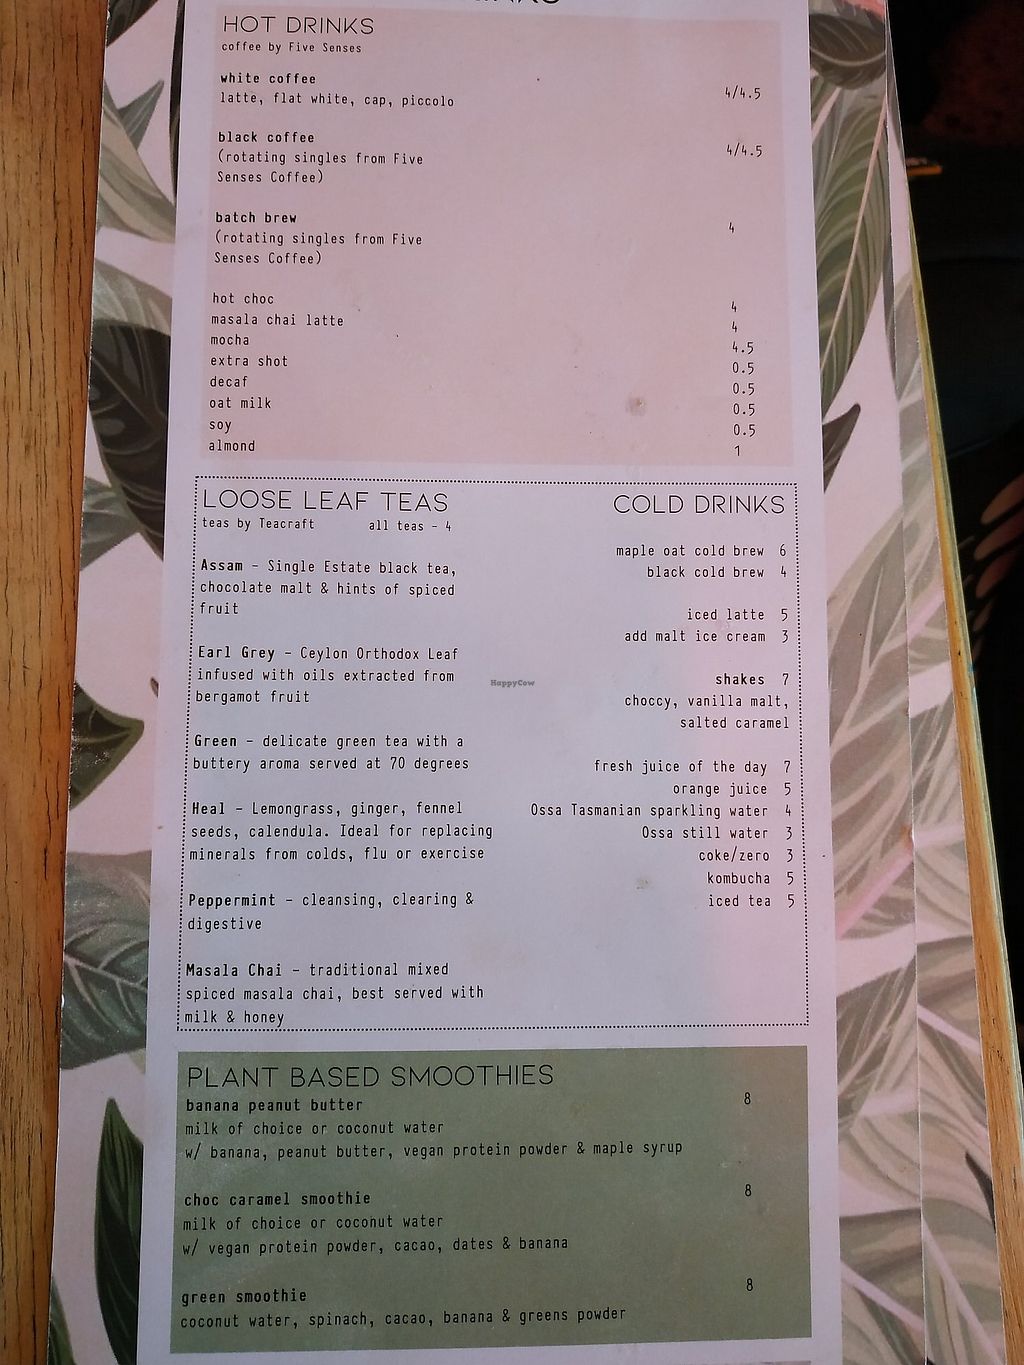 HOT DRINKS
coffee by Five Senses
white coffee
latte, flat white, cap, piccolo 4/4.5
black coffee 4/4.5
(rotating singles from Five
Senses Coffee)
batch brew 4
(rotating singles from Five
Senses Coffee)
hot choc 4
masala chai latte 4
mocha 4.5
extra shot 0.5
decaf 0.5
oat milk 0.5
soy 0.5
almond 1
LOOSE LEAF TEAS
teas by Teacraft all teas - 4
Assam - Single Estate black tea,
chocolate malt & hints of spiced
fruit
Earl Grey - Ceylon Orthodox Leaf
infused with oils extracted from
bergamot fruit
Green - delicate green tea with a
buttery aroma served at 70 degrees
Heal - Lemongrass, ginger, fennel
seeds, calendula. Ideal for replacing
minerals from colds, flu or exercise
Peppermint - cleansing, clearing &
digestive
Masala Chai - traditional mixed
spiced masala chai, best served with
milk & honey
COLD DRINKS
maple oat cold brew 6
black cold brew 4
iced latte 5
add malt ice cream 3
shakes 7
choccy, vanilla malt,
salted caramel
fresh juice of the day 7
orange juice 5
Ossa Tasmanian sparkling water 4
Ossa still water 3
coke/zero 3
kombucha 5
iced tea 5
HappyCow
PLANT BASED SMOOTHIES
banana peanut butter 8
milk of choice or coconut water
w/ banana, peanut butter, vegan protein powder & maple syrup
choc caramel smoothie 8
milk of choice or coconut water
w/ vegan protein powder, cacao, dates & banana
green smoothie 8
coconut water, spinach, cacao, banana & greens powder